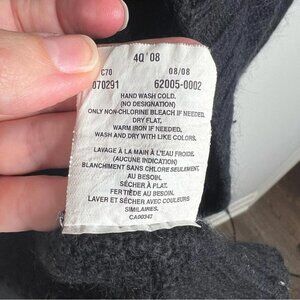 4Q '08
C70 08/08
070291 62005-0002
HAND WASH COLD.
(NO DESIGNATION)
ONLY NON-CHLORINE BLEACH IF NEEDED.
DRY FLAT,
WARM IRON IF NEEDED,
WASH AND DRY WITH LIKE COLORS.
LAVAGE À LA MAIN À L'EAU FROIDE.
(AUCUNE INDICATION)
BLANCHIMENT SANS CHLORE SEULEMENT,
AU BESOIN.
SÉCHER À PLAT.
FER TIÈDE AU BESOIN.
LAVER ET SÉCHER AVEC COULEURS
SIMILAIRES.
CA00347